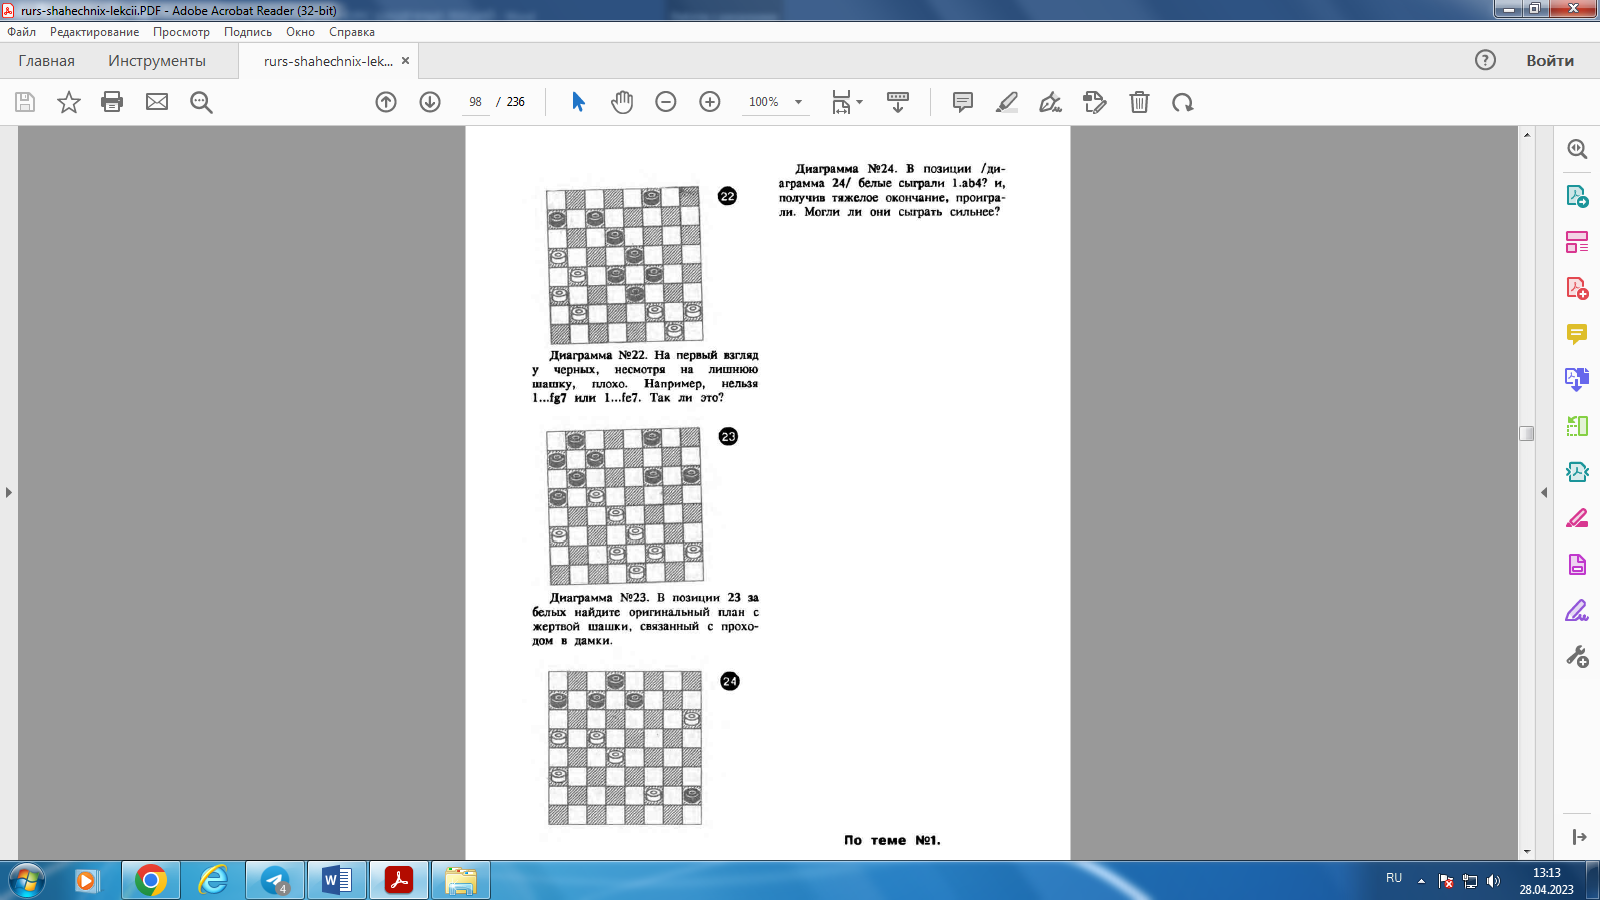 rurs-shahechnix-lekcii.PDF - Adobe Acrobat Reader (32-bit)
Файл Редактирование Просмотр Подпись Окно Справка
Главная Инструменты rurs-shahechnix-lek... × ? Войти
98 / 236 100%
22
Диаграмма №22. На первый взгляд
у черных, несмотря на лишнюю
шашку, плохо. Например, нельзя
1...fg7 или 1...fe7. Так ли это?
23
Диаграмма №23. В позиции 23 за
белых найдите оригинальный план с
жертвой шашки, связанный с прохо-
дом в дамки.
24
Диаграмма №24. В позиции /ди-
аграмма 24/ белые сыграли 1.ab4? и,
получив тяжелое окончание, проигра-
ли. Могли ли они сыграть сильнее?
По теме №1.
4
RU
13:13
28.04.2023